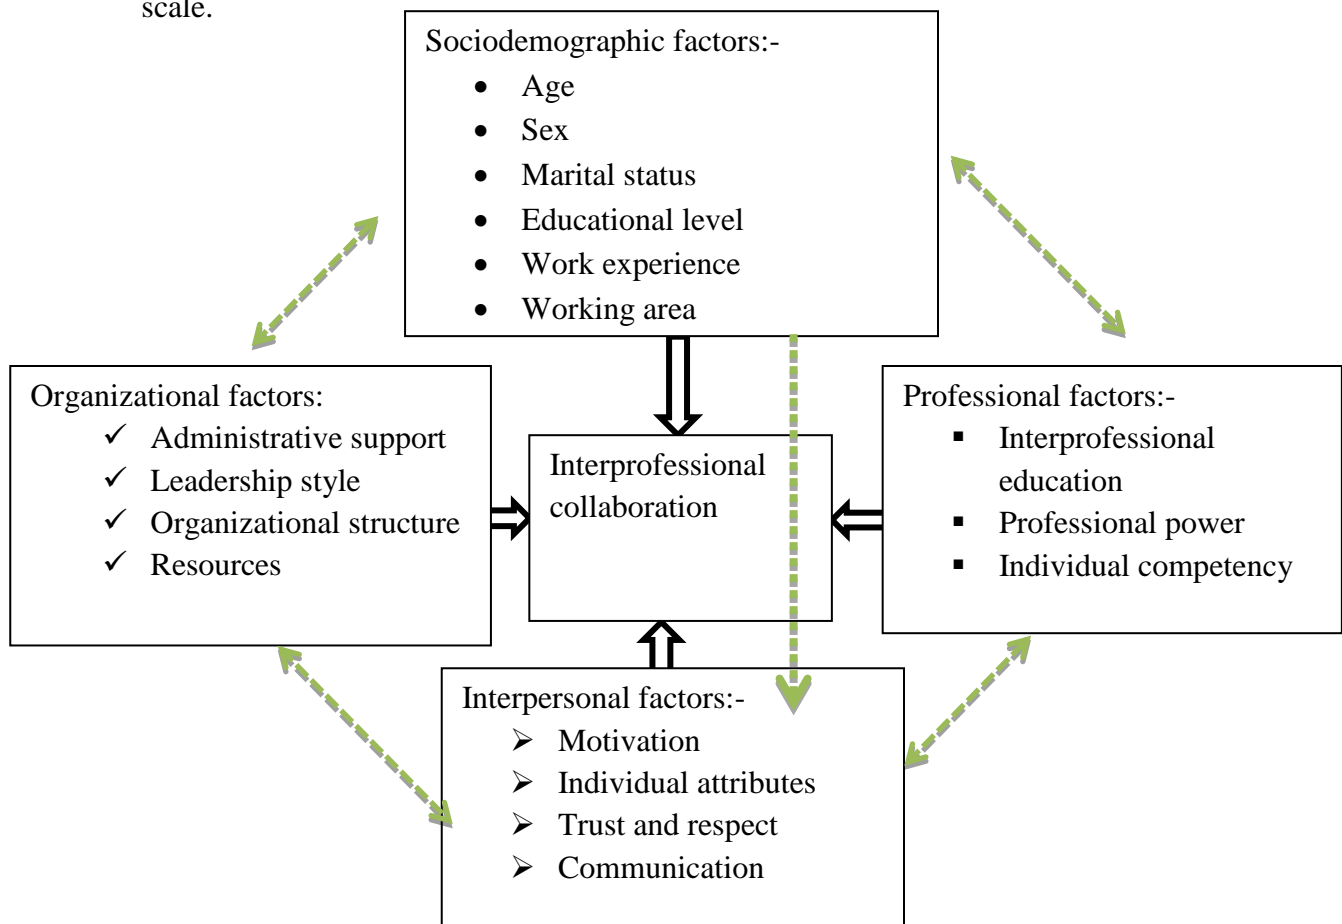 scale.
Sociodemographic factors:-
• Age
• Sex
• Marital status
• Educational level
• Work experience
• Working area
Organizational factors:
✓ Administrative support
✓ Leadership style
✓ Organizational structure
✓ Resources
Interprofessional
collaboration
Professional factors:-
▪ Interprofessional
education
▪ Professional power
▪ Individual competency
Interpersonal factors:-
➢ Motivation
➢ Individual attributes
➢ Trust and respect
➢ Communication